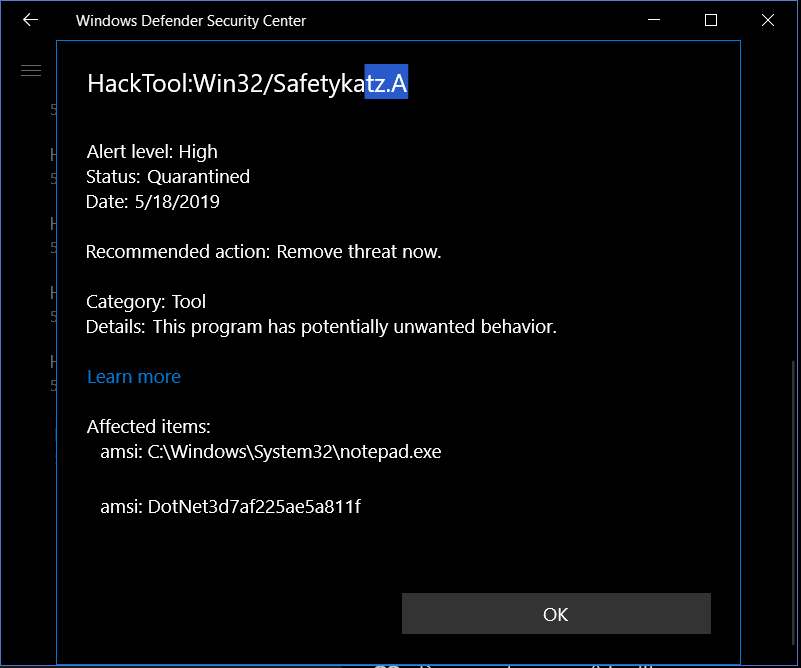 Windows Defender Security Center
HackTool:Win32/Safetykatz.A
Alert level: High
Status: Quarantined
Date: 5/18/2019
Recommended action: Remove threat now.
Category: Tool
Details: This program has potentially unwanted behavior.
Learn more
Affected items:
amsi: C:\Windows\System32\notepad.exe
amsi: DotNet3d7af225ae5a811f
OK